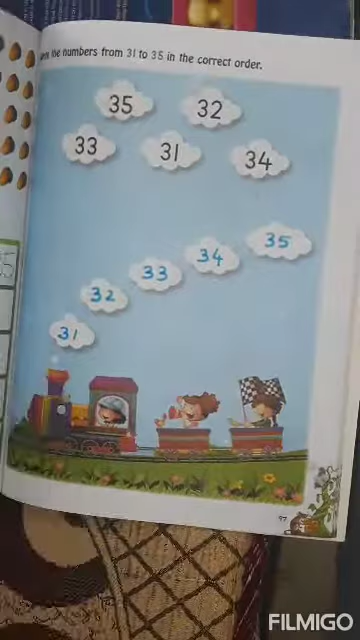 the numbers from 31 to 35 in the correct order.
35 32
33 31 34
35
34
33
32
31
97
FILMIGO